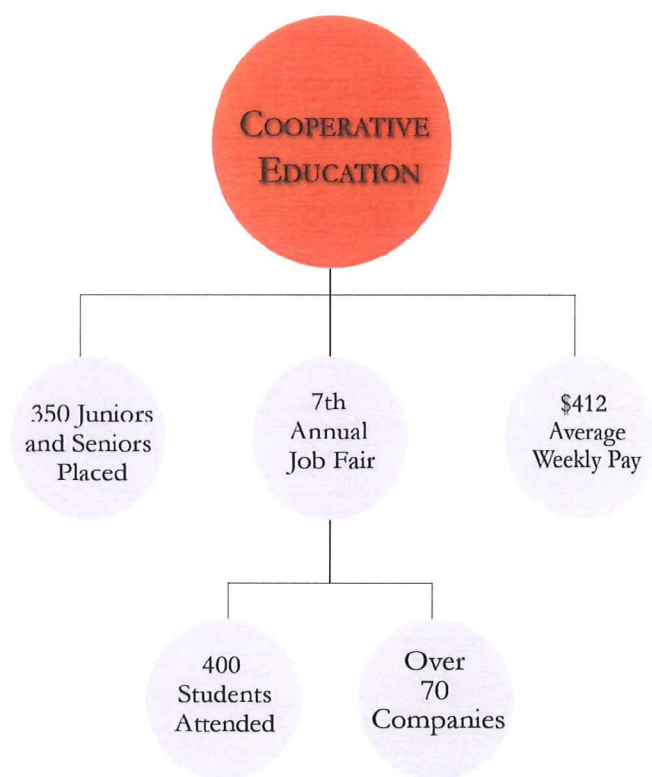 COOPERATIVE
EDUCATION
350 Juniors
and Seniors
Placed
7th
Annual
Job Fair
$412
Average
Weekly Pay
400
Students
Attended
Over
70
Companies